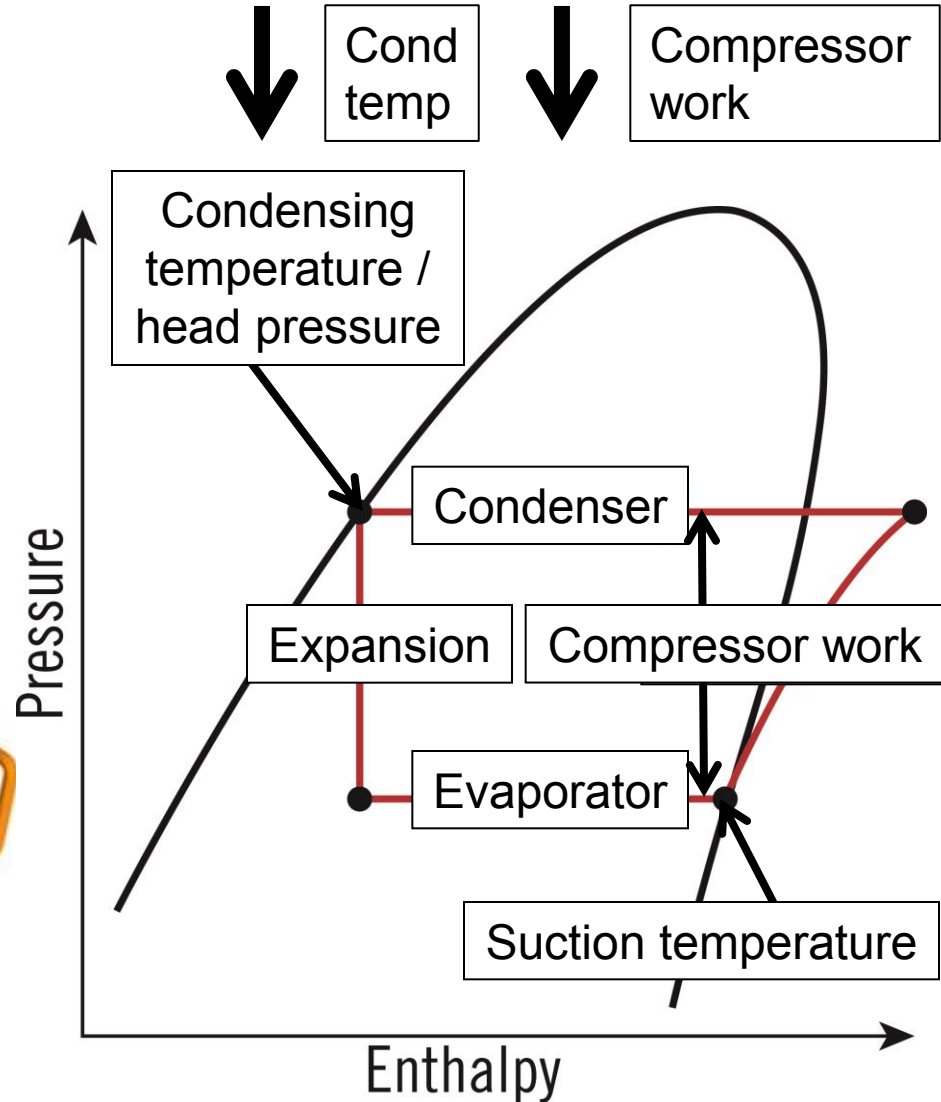 Cond
temp
Compressor
work
Condensing
temperature /
head pressure
Condenser
Pressure
Expansion
Compressor work
Evaporator
Suction temperature
Enthalpy